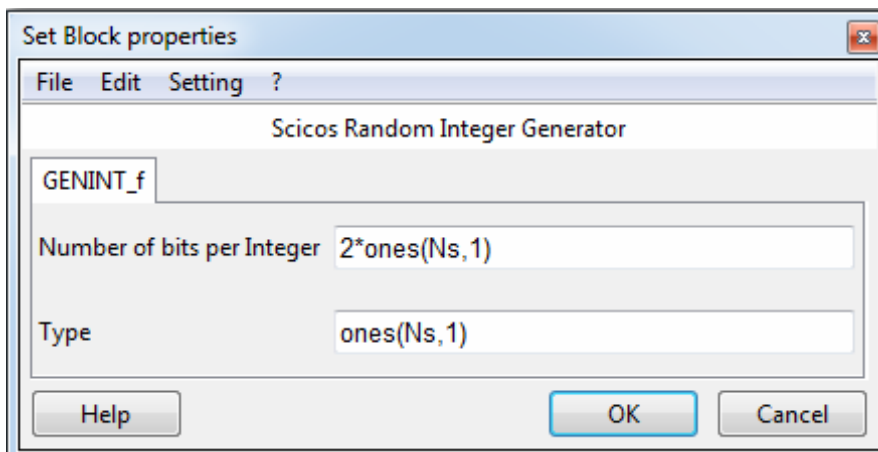 Set Block properties
File Edit Setting ?
Scicos Random Integer Generator
GENINT_f
Number of bits per Integer 2*ones(Ns,1)
Type ones(Ns,1)
Help OK Cancel